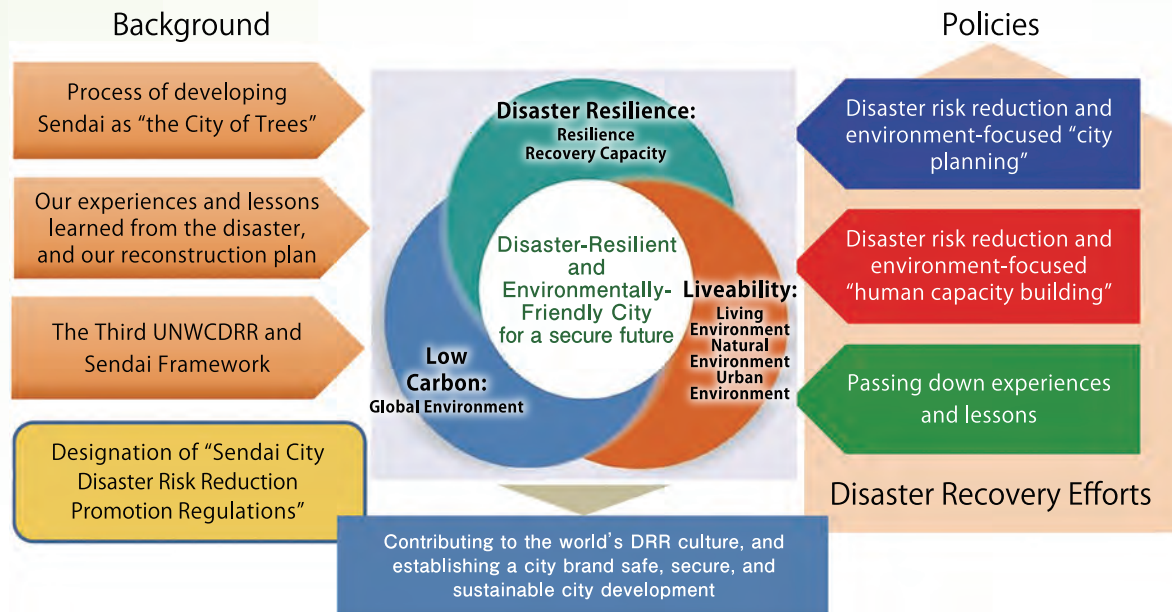 Background
Process of developing
Sendai as “the City of Trees”
Our experiences and lessons
learned from the disaster,
and our reconstruction plan
The Third UNWCDRR and
Sendai Framework
Designation of “Sendai City
Disaster Risk Reduction
Promotion Regulations”
Disaster Resilience:
Resilience
Recovery Capacity
Disaster-Resilient
and
Environmentally-
Friendly City
for a secure future
Low
Carbon:
Global Environment
Liveability:
Living
Environment
Natural
Environment
Urban
Environment
Policies
Disaster risk reduction and
environment-focused “city
planning”
Disaster risk reduction and
environment-focused
“human capacity building”
Passing down experiences
and lessons
Disaster Recovery Efforts
Contributing to the world’s DRR culture, and
establishing a city brand safe, secure, and
sustainable city development